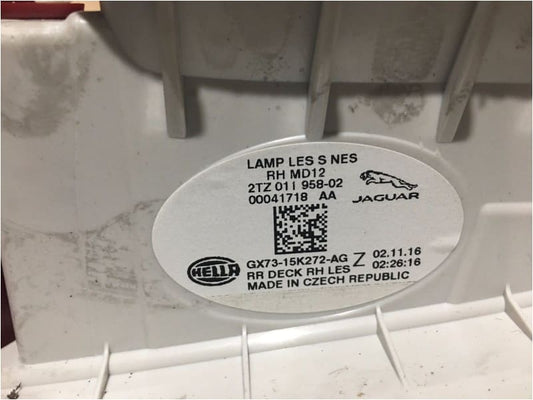 LAMP LES S NES
RH MD12
2TZ 011 958-02
00041718 AA
JAGUAR
HELLA
GX73-15K272-AG Z 02.11.16
RR DECK RH LES 02:26:16
MADE IN CZECH REPUBLIC